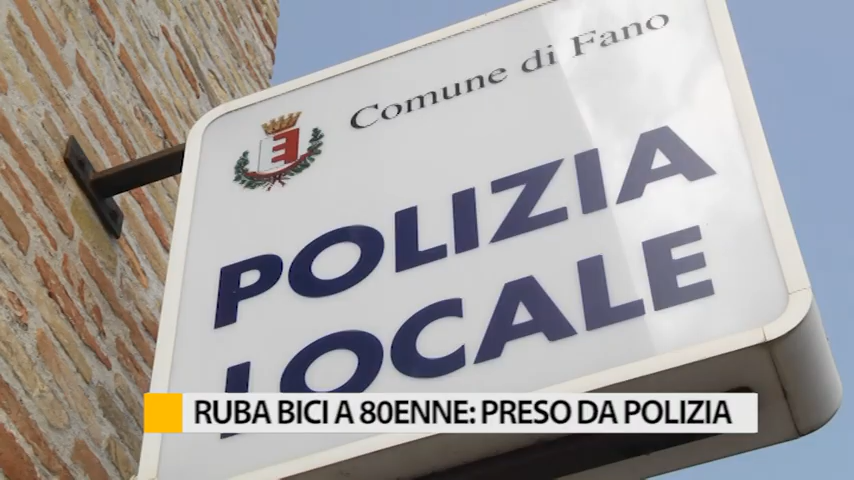 Comune di Fano
POLIZIA
LOCALE
RUBA BICI A 80ENNE: PRESO DA POLIZIA